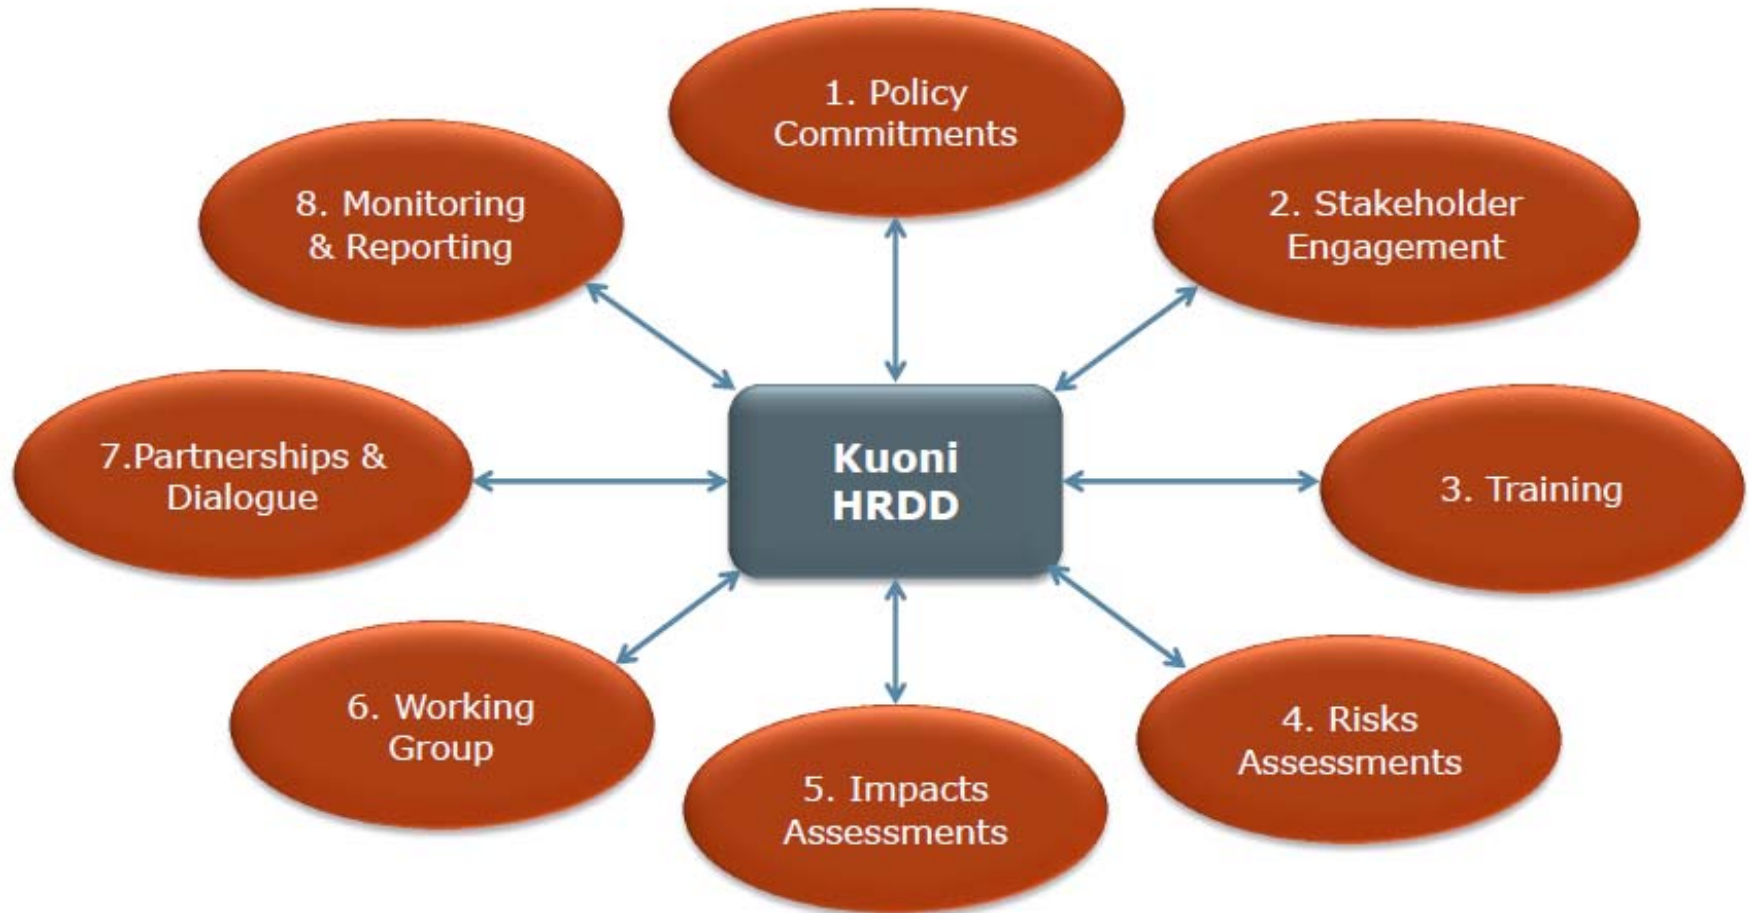 1. Policy
Commitments
2. Stakeholder
Engagement
3. Training
4. Risks
Assessments
5. Impacts
Assessments
6. Working
Group
7.Partnerships &
Dialogue
8. Monitoring
& Reporting
Kuoni
HRDD